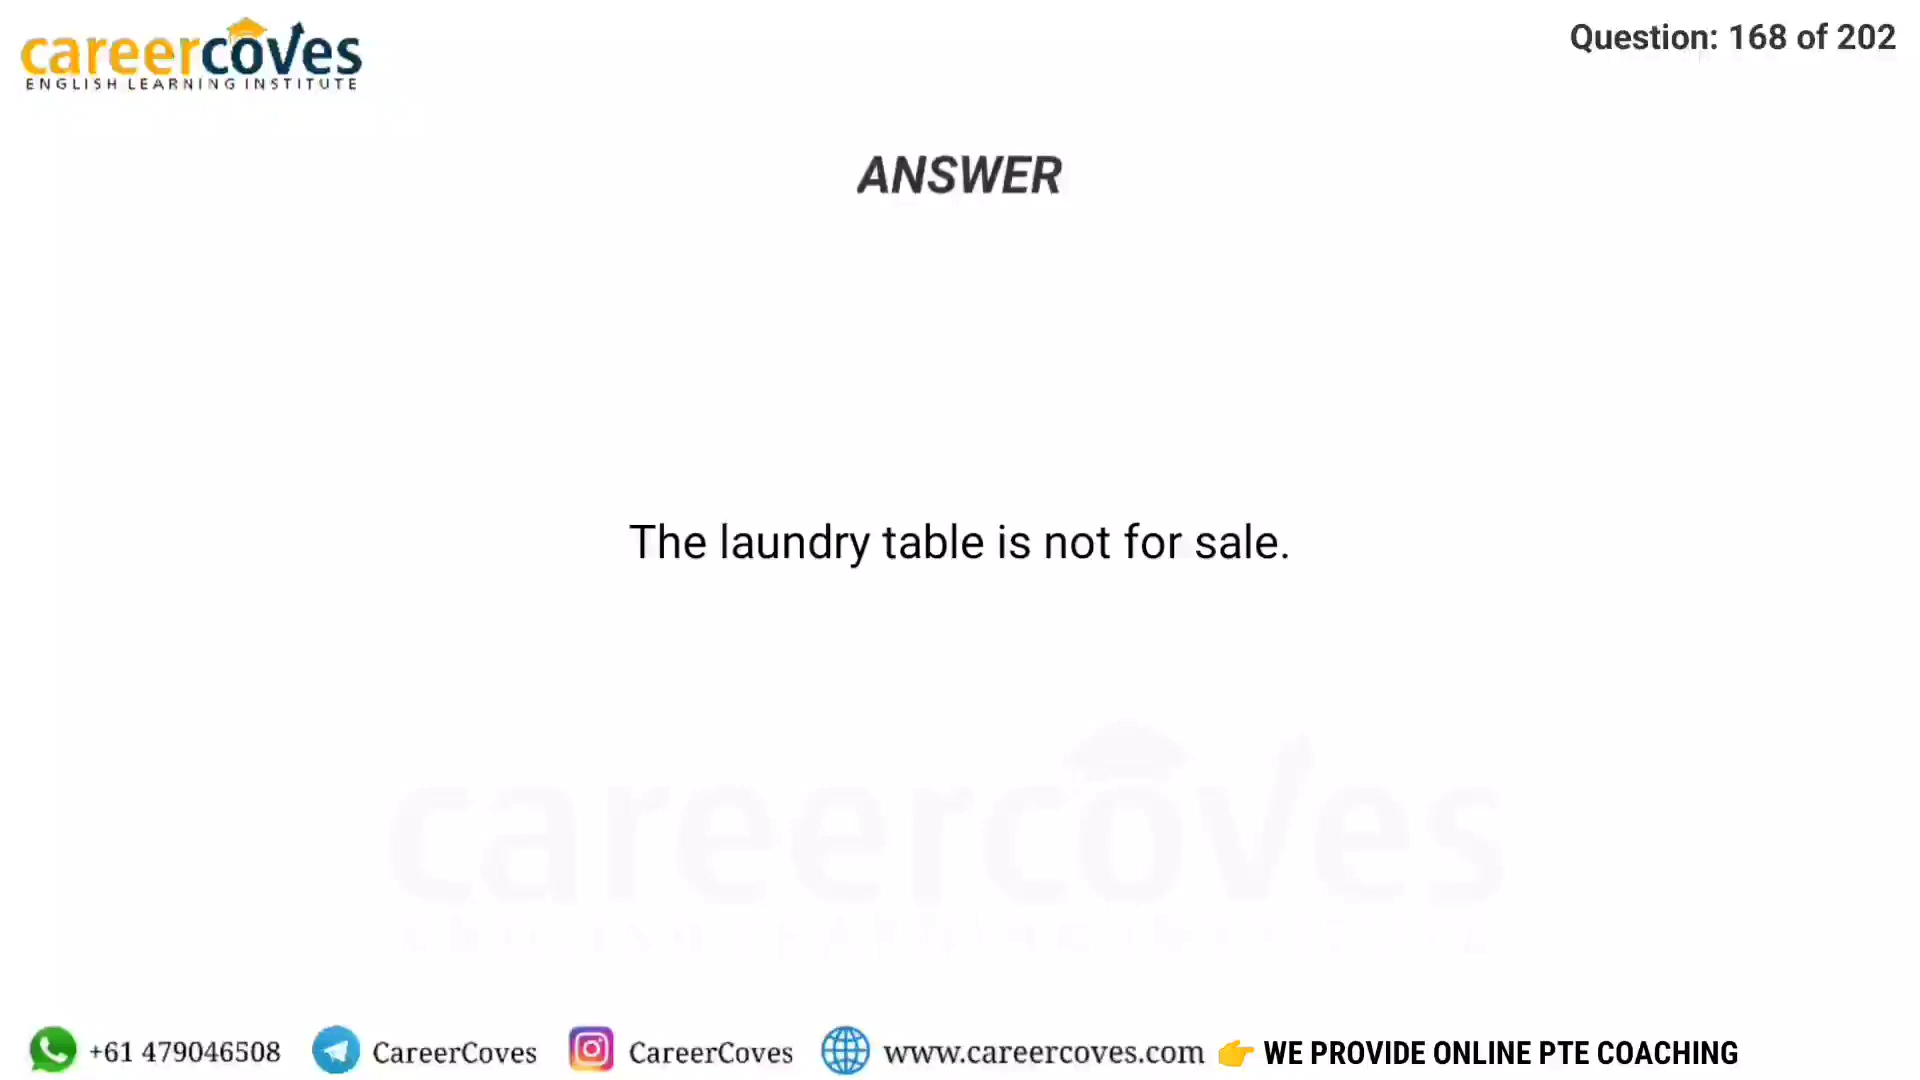 careercoves
ENGLISH LEARNING INSTITUTE
Question: 168 of 202
ANSWER
The laundry table is not for sale.
careercoves
+61 479046508 CareerCoves CareerCoves www.careercoves.com 👉 WE PROVIDE ONLINE PTE COACHING